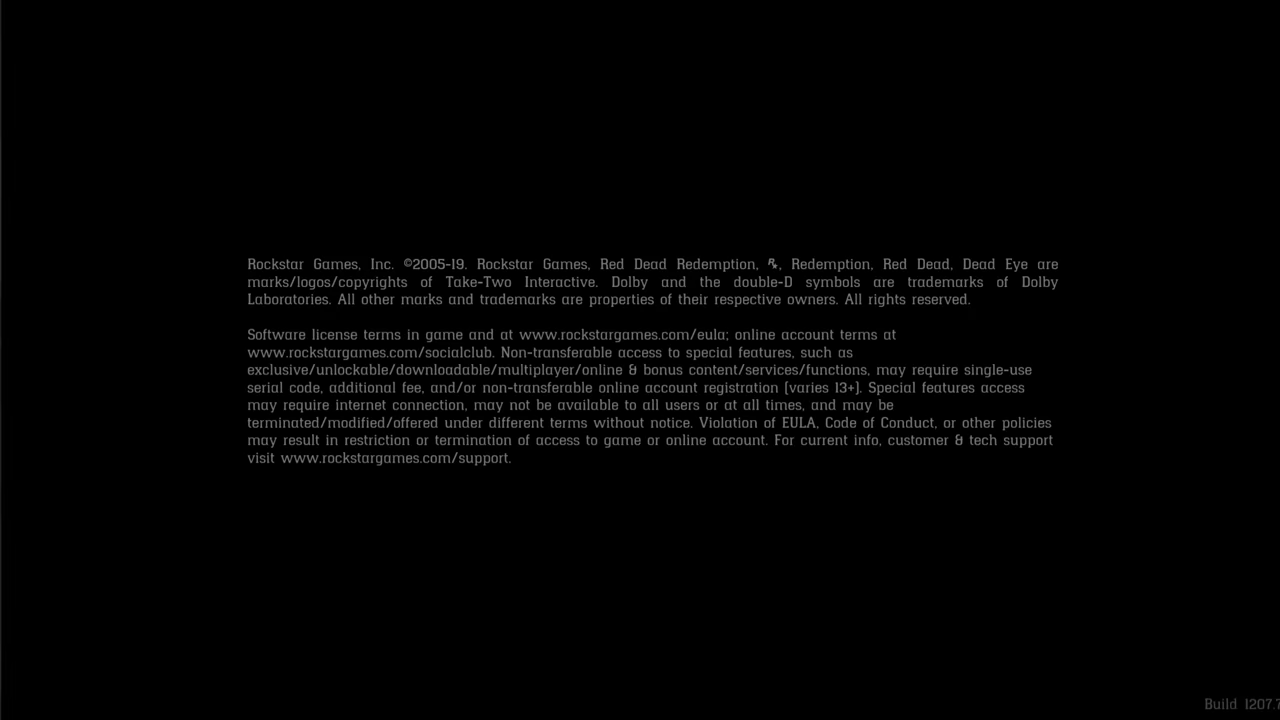 Rockstar Games, Inc. ©2005-19. Rockstar Games, Red Dead Redemption, R*, Redemption, Red Dead, Dead Eye are
marks/logos/copyrights of Take-Two Interactive. Dolby and the double-D symbols are trademarks of Dolby
Laboratories. All other marks and trademarks are properties of their respective owners. All rights reserved.
Software license terms in game and at www.rockstargames.com/eula; online account terms at
www.rockstargames.com/socialclub. Non-transferable access to special features, such as
exclusive/unlockable/downloadable/multiplayer/online & bonus content/services/functions, may require single-use
serial code, additional fee, and/or non-transferable online account registration (varies 13+). Special features access
may require internet connection, may not be available to all users or at all times, and may be
terminated/modified/offered under different terms without notice. Violation of EULA, Code of Conduct, or other policies
may result in restriction or termination of access to game or online account. For current info, customer & tech support
visit www.rockstargames.com/support.
Build 1207.